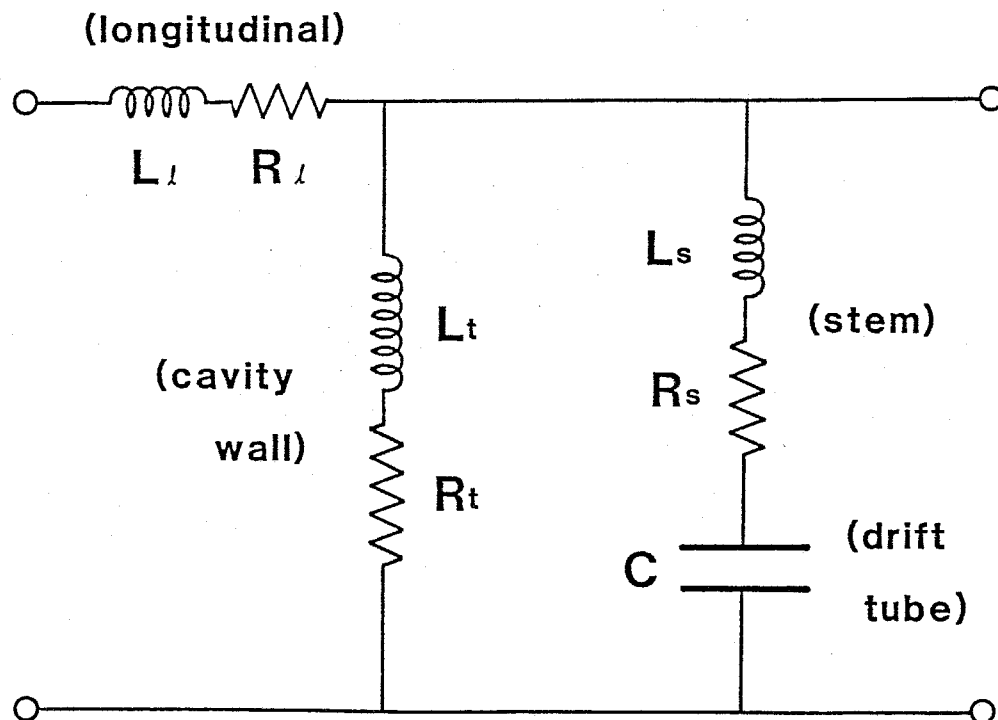 (longitudinal)
Lℓ Rℓ
Ls
(stem)
Lt
(cavity
wall)
Rs
Rt
(drift
tube)
C